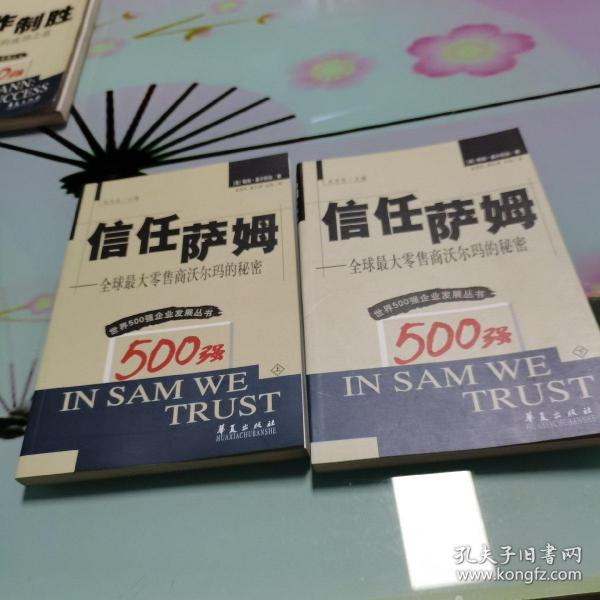 作制胜
信任萨姆
——全球最大零售商沃尔玛的秘密
世界500强企业发展丛书
500强
上
IN SAM WE
TRUST
华夏出版社
HUAXIACHUBANSHE
信任萨姆
——全球最大零售商沃尔玛的秘密
世界500强企业发展丛书
500强
下
IN SAM WE
TRUST
华夏出版社
HUAXIACHUBANSHE
孔夫子旧书网
www.kongfz.com